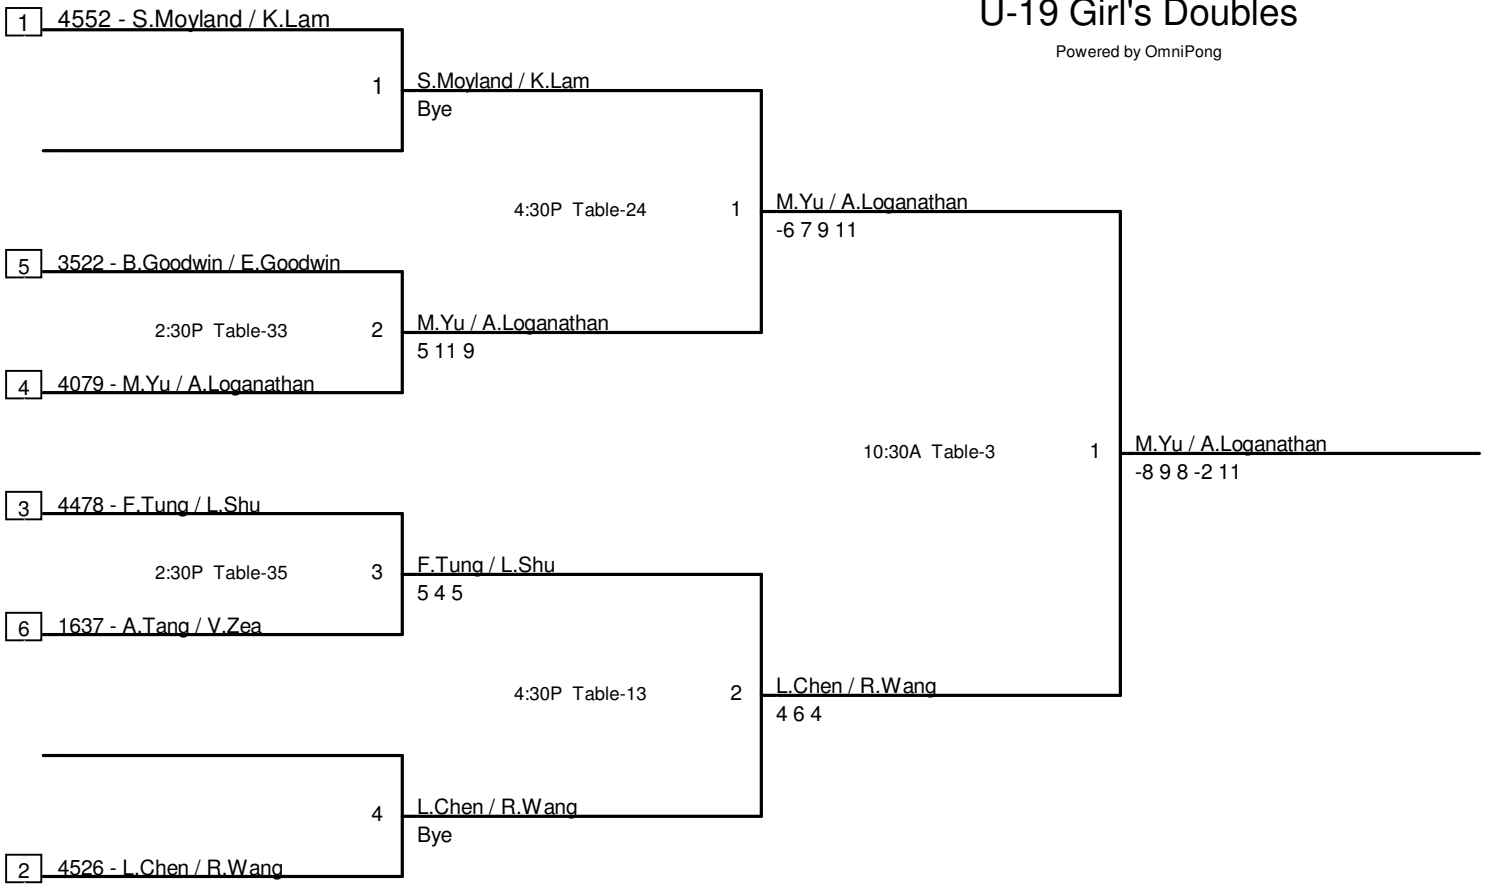 U-19 Girl's Doubles
Powered by OmniPong
1 4552 - S.Moyland / K.Lam
1 S.Moyland / K.Lam
Bye
4:30P Table-24 1 M.Yu / A.Loganathan
-6 7 9 11
5 3522 - B.Goodwin / E.Goodwin
2:30P Table-33 2 M.Yu / A.Loganathan
5 11 9
4 4079 - M.Yu / A.Loganathan
10:30A Table-3 1 M.Yu / A.Loganathan
-8 9 8 -2 11
3 4478 - F.Tung / L.Shu
2:30P Table-35 3 F.Tung / L.Shu
5 4 5
6 1637 - A.Tang / V.Zea
4:30P Table-13 2 L.Chen / R.Wang
4 6 4
4 L.Chen / R.Wang
Bye
2 4526 - L.Chen / R.Wang